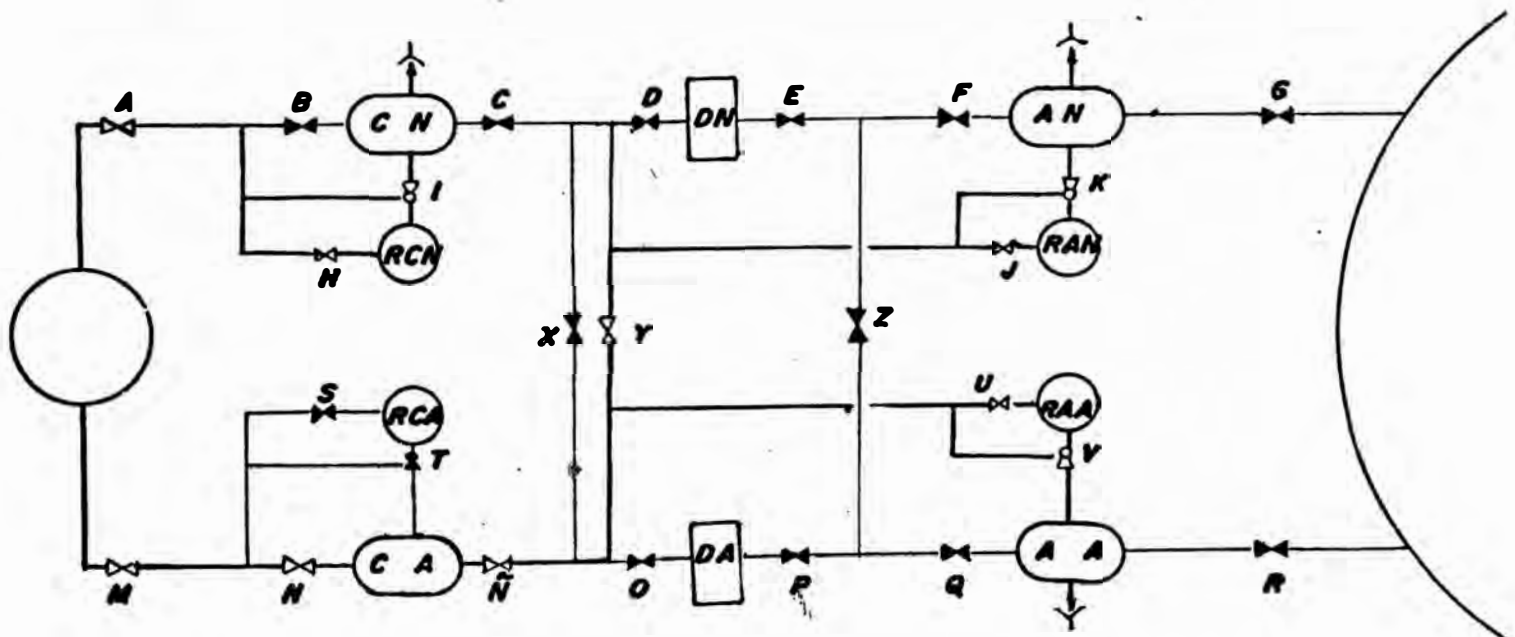 A B C D E F G
C N DN A N
I K
RCN RAN
H J
X Y Z
S U
RCA RAA
T V
C A DA A A
M N Ñ O P Q R